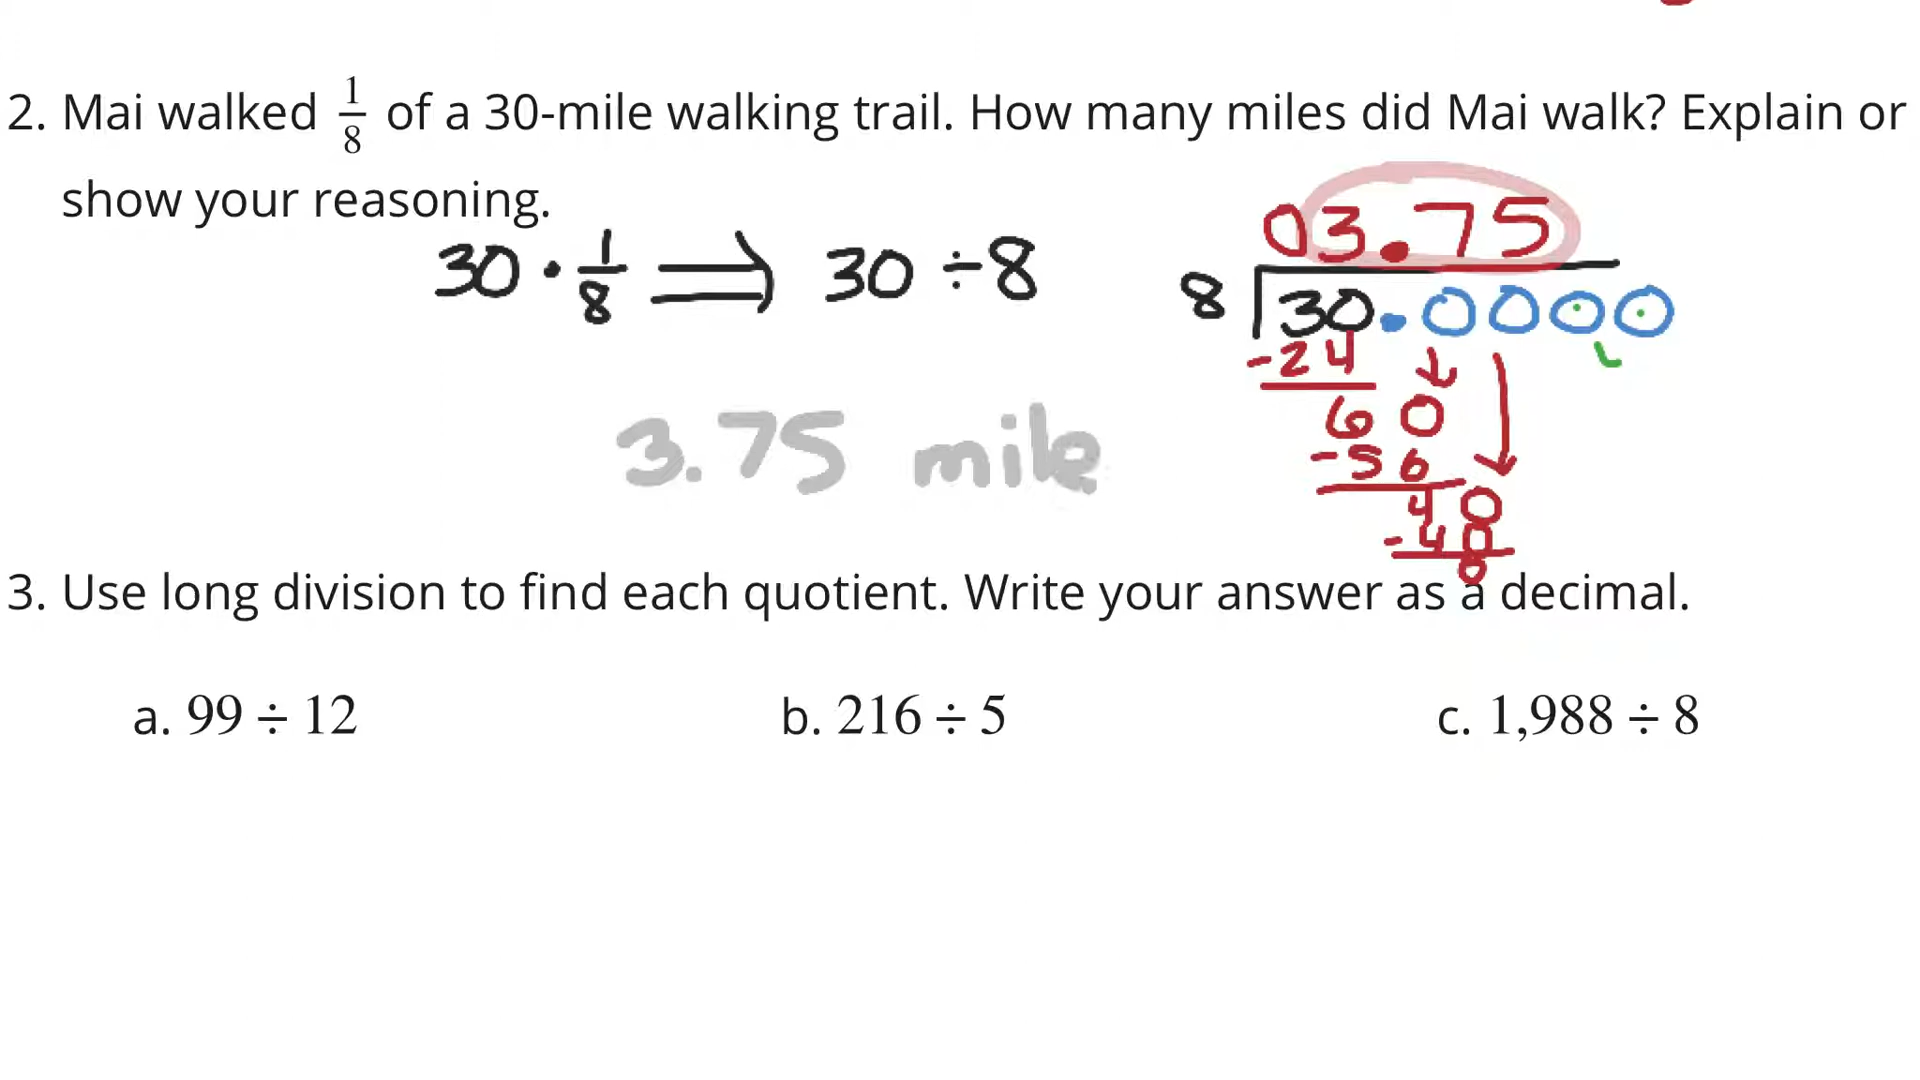 2. Mai walked 1/8 of a 30-mile walking trail. How many miles did Mai walk? Explain or
show your reasoning.
30 · 1/8 ⟹ 30 ÷ 8
03.75
8 30.0000
-24
60
-56
40
-40
0
3.75 mile
3. Use long division to find each quotient. Write your answer as a decimal.
a. 99 ÷ 12
b. 216 ÷ 5
c. 1,988 ÷ 8